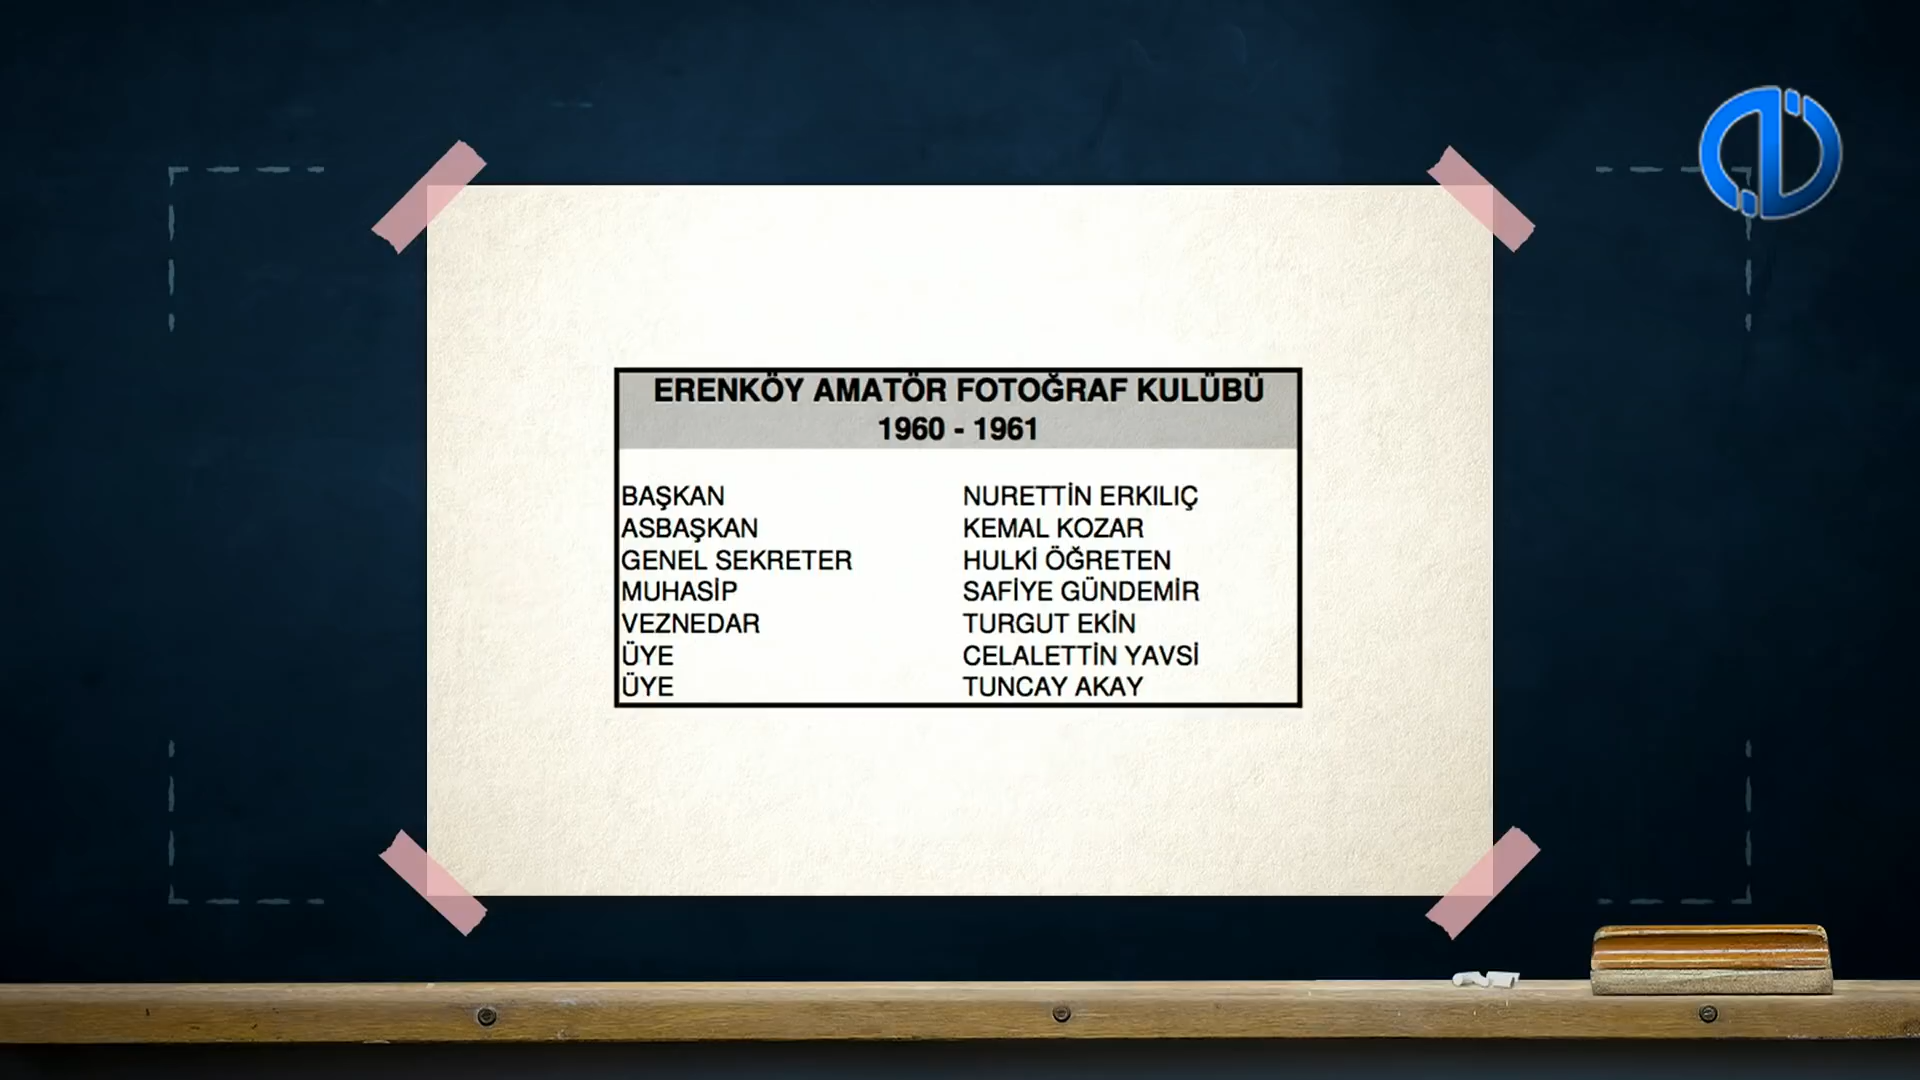 ERENKÖY AMATÖR FOTOĞRAF KULÜBÜ
1960 - 1961
BAŞKAN NURETTİN ERKILIÇ
ASBAŞKAN KEMAL KOZAR
GENEL SEKRETER HULKİ ÖĞRETEN
MUHASİP SAFİYE GÜNDEMİR
VEZNEDAR TURGUT EKİN
ÜYE CELALETTİN YAVSİ
ÜYE TUNCAY AKAY